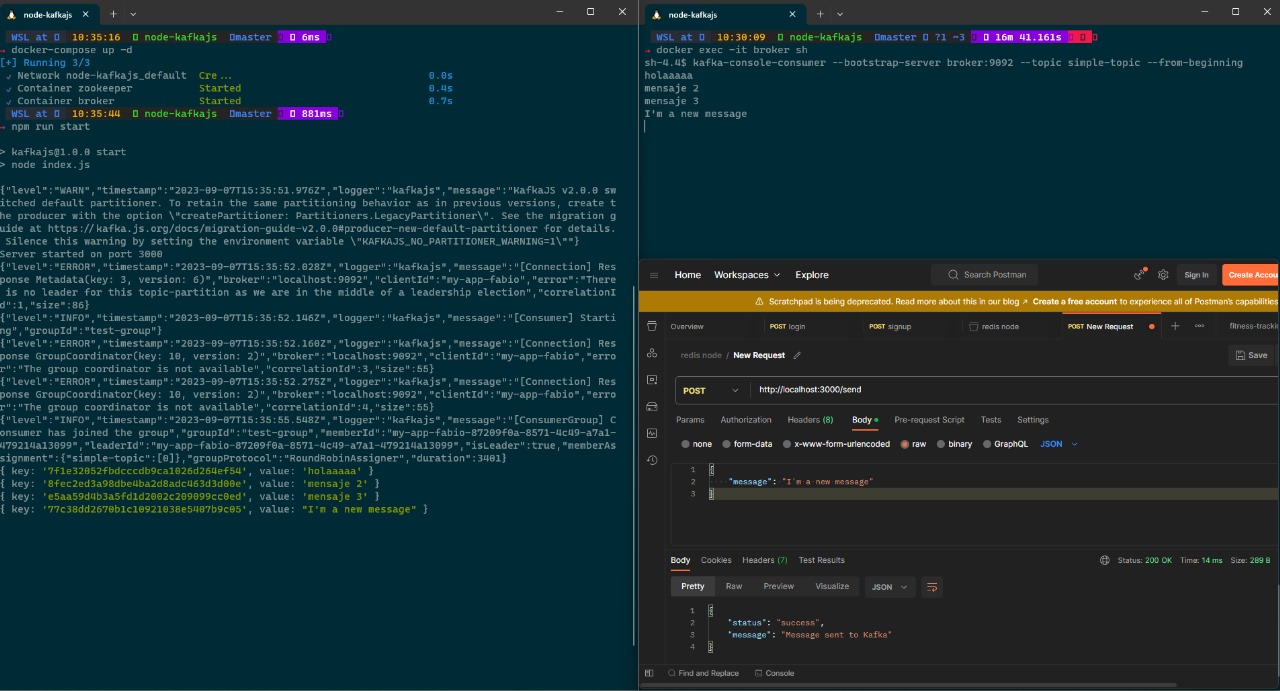 node-kafkajs
WSL at 10:35:16 node-kafkajs master 6ms
docker-compose up -d
[+] Running 3/3
✓ Network node-kafkajs_default Cre... 0.0s
✓ Container zookeeper Started 0.4s
✓ Container broker Started 0.7s
WSL at 10:35:44 node-kafkajs master 881ms
npm run start
> kafkajs@1.0.0 start
> node index.js
{"level":"WARN","timestamp":"2023-09-07T15:35:51.976Z","logger":"kafkajs","message":"KafkaJS v2.0.0 sw
itched default partitioner. To retain the same partitioning behavior as in previous versions, create t
he producer with the option \"createPartitioner: Partitioners.LegacyPartitioner\". See the migration g
uide at https://kafka.js.org/docs/migration-guide-v2.0.0#producer-new-default-partitioner for details.
Silence this warning by setting the environment variable \"KAFKAJS_NO_PARTITIONER_WARNING=1\""}
Server started on port 3000
{"level":"ERROR","timestamp":"2023-09-07T15:35:52.028Z","logger":"kafkajs","message":"[Connection] Res
ponse Metadata(key: 3, version: 6)","broker":"localhost:9092","clientId":"my-app-fabio","error":"There
is no leader for this topic-partition as we are in the middle of a leadership election","correlationI
d":1,"size":86}
{"level":"INFO","timestamp":"2023-09-07T15:35:52.146Z","logger":"kafkajs","message":"[Consumer] Starti
ng","groupId":"test-group"}
{"level":"ERROR","timestamp":"2023-09-07T15:35:52.160Z","logger":"kafkajs","message":"[Connection] Res
ponse GroupCoordinator(key: 10, version: 2)","broker":"localhost:9092","clientId":"my-app-fabio","erro
r":"The group coordinator is not available","correlationId":3,"size":55}
{"level":"ERROR","timestamp":"2023-09-07T15:35:52.275Z","logger":"kafkajs","message":"[Connection] Res
ponse GroupCoordinator(key: 10, version: 2)","broker":"localhost:9092","clientId":"my-app-fabio","erro
r":"The group coordinator is not available","correlationId":4,"size":55}
{"level":"INFO","timestamp":"2023-09-07T15:35:55.548Z","logger":"kafkajs","message":"[ConsumerGroup] C
onsumer has joined the group","groupId":"test-group","memberId":"my-app-fabio-87209f0a-8571-4c49-a7a1-
479214a13099","leaderId":"my-app-fabio-87209f0a-8571-4c49-a7a1-479214a13099","isLeader":true,"memberAs
signment":{"simple-topic":[0]},"groupProtocol":"RoundRobinAssigner","duration":3401}
{ key: '7f1e32052fbdcccdb9ca1026d264ef54', value: 'holaaaaa' }
{ key: '8fec2ed3a98dbe4ba2d8adc463d3d00e', value: 'mensaje 2' }
{ key: 'e5aa59d4b3a5fd1d2002c209099cc0ed', value: 'mensaje 3' }
{ key: '77c38dd2670b1c10921038e5407b9c05', value: "I'm a new message" }
node-kafkajs
WSL at 10:30:09 node-kafkajs master ?1 ~3 16m 41.161s
docker exec -it broker sh
sh-4.4$ kafka-console-consumer --bootstrap-server broker:9092 --topic simple-topic --from-beginning
holaaaaa
mensaje 2
mensaje 3
I'm a new message
Home Workspaces Explore Search Postman Sign In Create Accou
Scratchpad is being deprecated. Read more about this in our blog ↗ Create a free account to experience all of Postman's capabilities
Overview POST login POST signup redis node POST New Request fitness-tracki
redis node / New Request Save
POST http://localhost:3000/send
Params Authorization Headers (8) Body Pre-request Script Tests Settings
none form-data x-www-form-urlencoded raw binary GraphQL JSON
1 {
2 "message": "I'm a new message"
3 }
Body Cookies Headers (7) Test Results Status: 200 OK Time: 14 ms Size: 289 B
Pretty Raw Preview Visualize JSON
1 {
2 "status": "success",
3 "message": "Message sent to Kafka"
4 }
Find and Replace Console